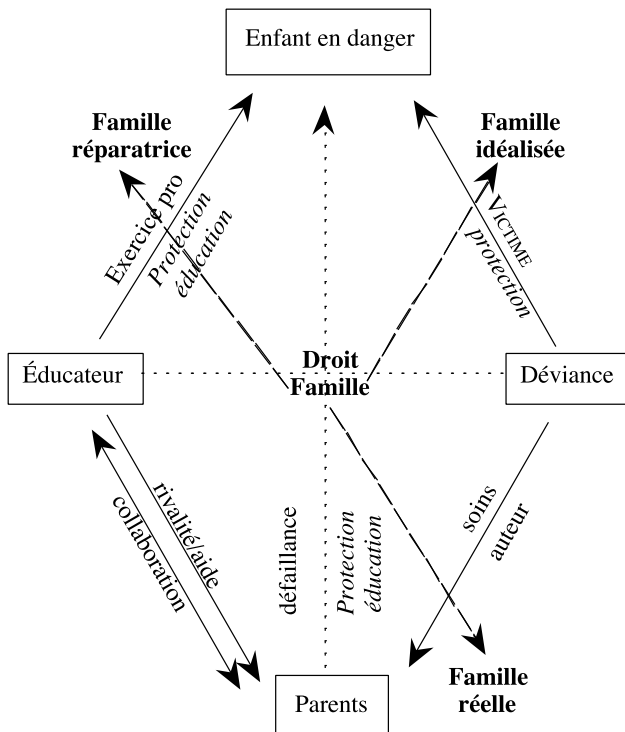 Enfant en danger
Famille
réparatrice
Famille
idéalisée
Exercice pro
Protection
éducation
VICTIME
protection
Éducateur
Droit
Famille
Déviance
rivalité/aide
collaboration
défaillance
Protection
éducation
soins
auteur
Parents
Famille
réelle